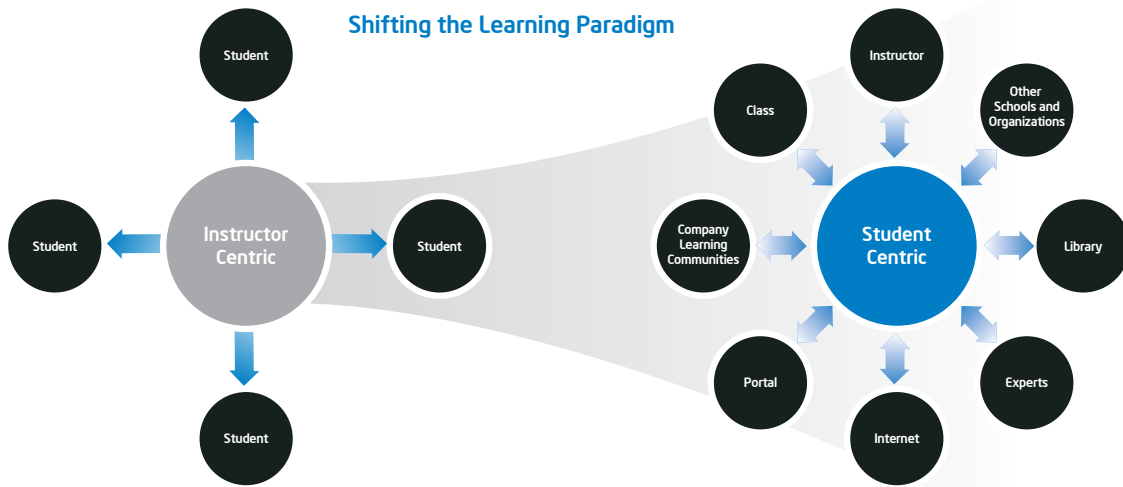 Shifting the Learning Paradigm
Student
Student
Instructor
Centric
Student
Student
Instructor
Class
Other
Schools and
Organizations
Company
Learning
Communities
Student
Centric
Library
Portal
Experts
Internet